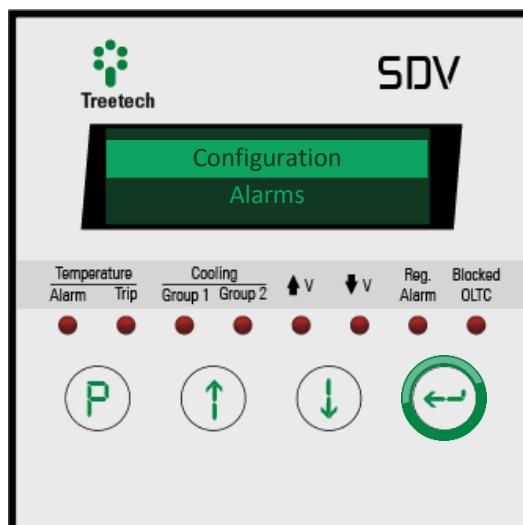 SDV
Treetech
Configuration
Alarms
Temperature Cooling Reg. Blocked
Alarm Trip Group 1 Group 2 V V Alarm OLTC
P